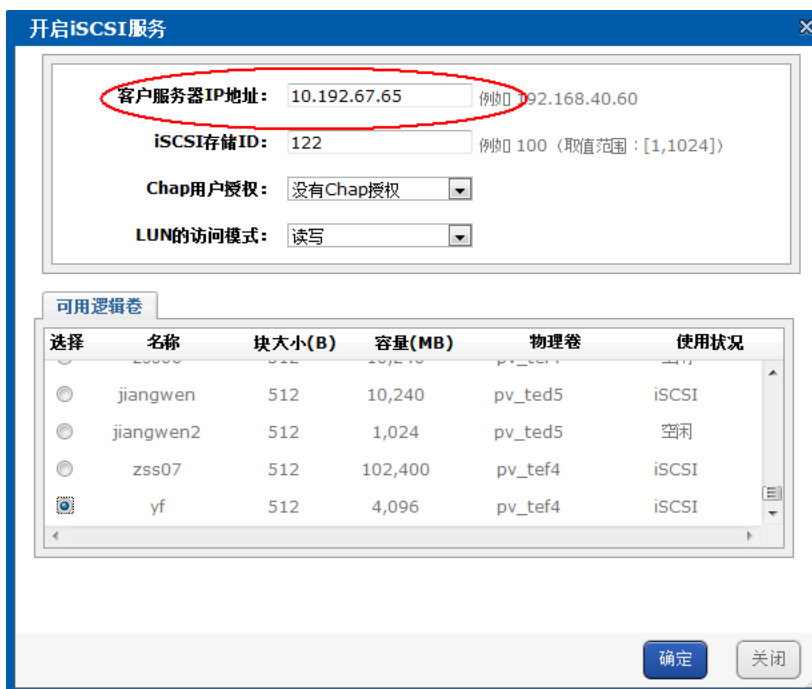 开启iSCSI服务
客户服务器IP地址： 10.192.67.65 例如 192.168.40.60
iSCSI存储ID： 122 例如 100（取值范围：[1,1024]）
Chap用户授权： 没有Chap授权
LUN的访问模式： 读写
可用逻辑卷
选择 名称 块大小(B) 容量(MB) 物理卷 使用状况
jiangwen 512 10,240 pv_ted5 iSCSI
jiangwen2 512 1,024 pv_ted5 空闲
zss07 512 102,400 pv_tef4 iSCSI
yf 512 4,096 pv_tef4 iSCSI
确定 关闭